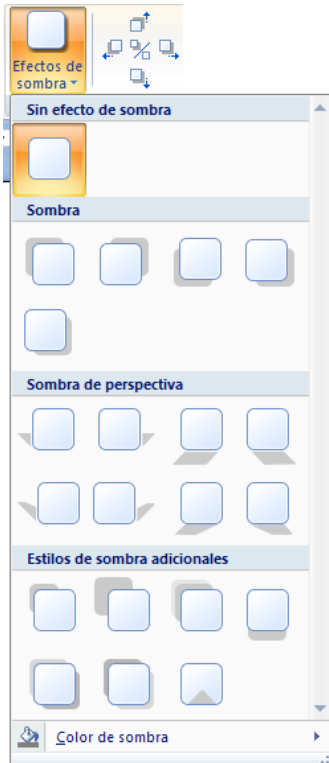 Efectos de
sombra
Sin efecto de sombra
Sombra
Sombra de perspectiva
Estilos de sombra adicionales
Color de sombra